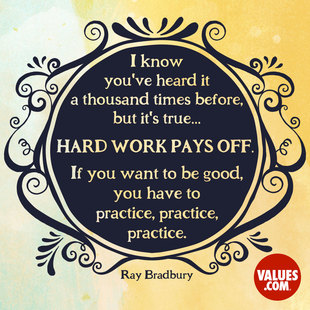 I know
you've heard it
a thousand times before,
but it's true...
HARD WORK PAYS OFF.
If you want to be good,
you have to
practice, practice,
practice.
Ray Bradbury
VALUES
.COM